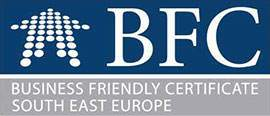 BFC
BUSINESS FRIENDLY CERTIFICATE
SOUTH EAST EUROPE